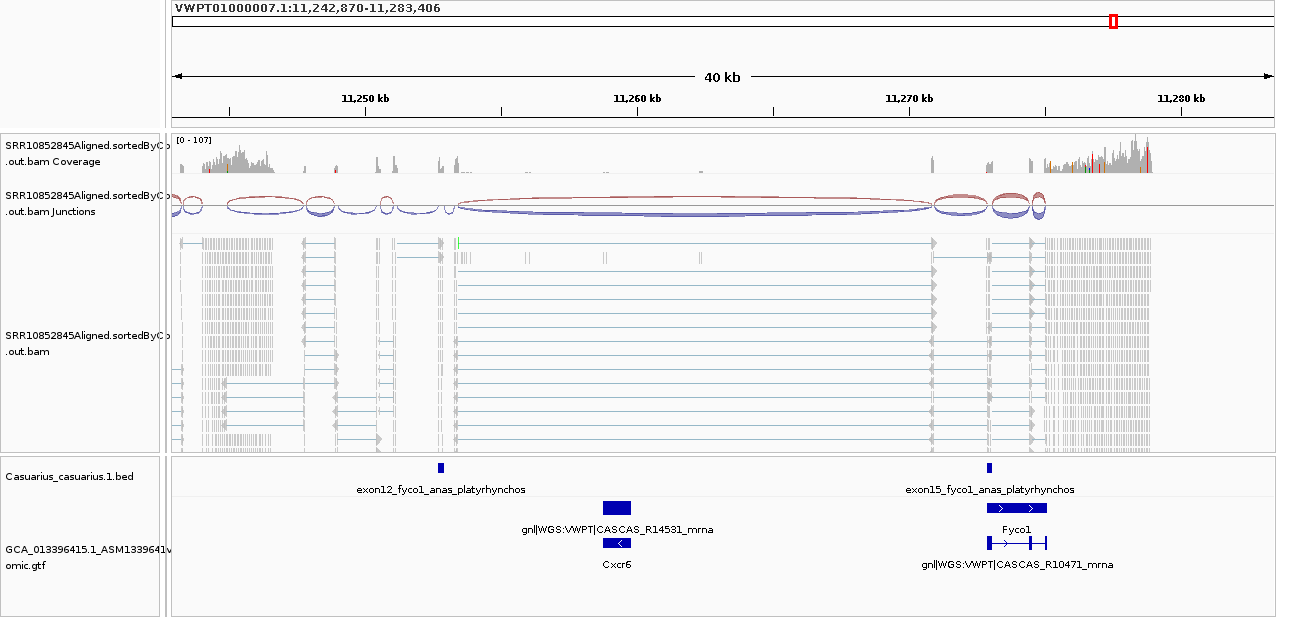 VWPT01000007.1:11,242,870-11,283,406
40 kb
11,250 kb
11,260 kb
11,270 kb
11,280 kb
SRR10852845Aligned.sortedByCo
.out.bam Coverage
[0 - 107]
SRR10852845Aligned.sortedByCo
.out.bam Junctions
SRR10852845Aligned.sortedByCo
.out.bam
Casuarius_casuarius.1.bed
exon12_fyco1_anas_platyrhynchos
exon15_fyco1_anas_platyrhynchos
gnl|WGS:VWPT|CASCAS_R14531_mrna
Fyco1
GCA_013396415.1_ASM1339641v
omic.gtf
Cxcr6
gnl|WGS:VWPT|CASCAS_R10471_mrna